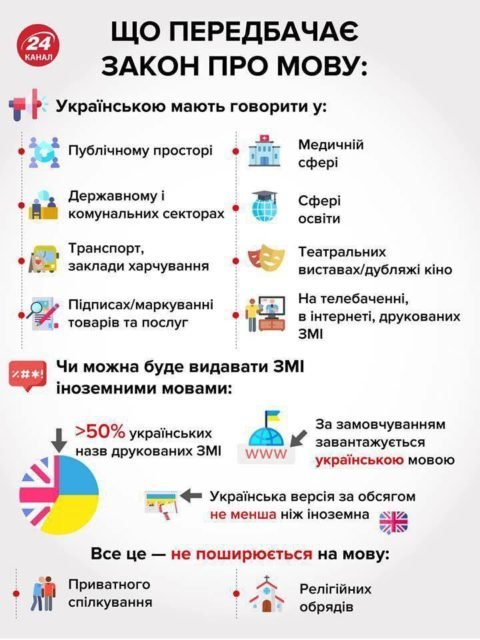 24
КАНАЛ
ЩО ПЕРЕДБАЧАЄ
ЗАКОН ПРО МОВУ:
Українською мають говорити у:
Публічному просторі
Медичній
сфері
Державному і
комунальних секторах
Сфері
освіти
Транспорт,
заклади харчування
Театральних
виставах/дубляжі кіно
Підписах/маркуванні
товарів та послуг
На телебаченні,
в інтернеті, друкованих
ЗМІ
%#*!
Чи можна буде видавати ЗМІ
іноземними мовами:
>50% українських
назв друкованих ЗМІ
WWW
За замовчуванням
завантажується
українською мовою
Українська версія за обсягом
не менша ніж іноземна
Все це — не поширюється на мову:
Приватного
спілкування
Релігійних
обрядів